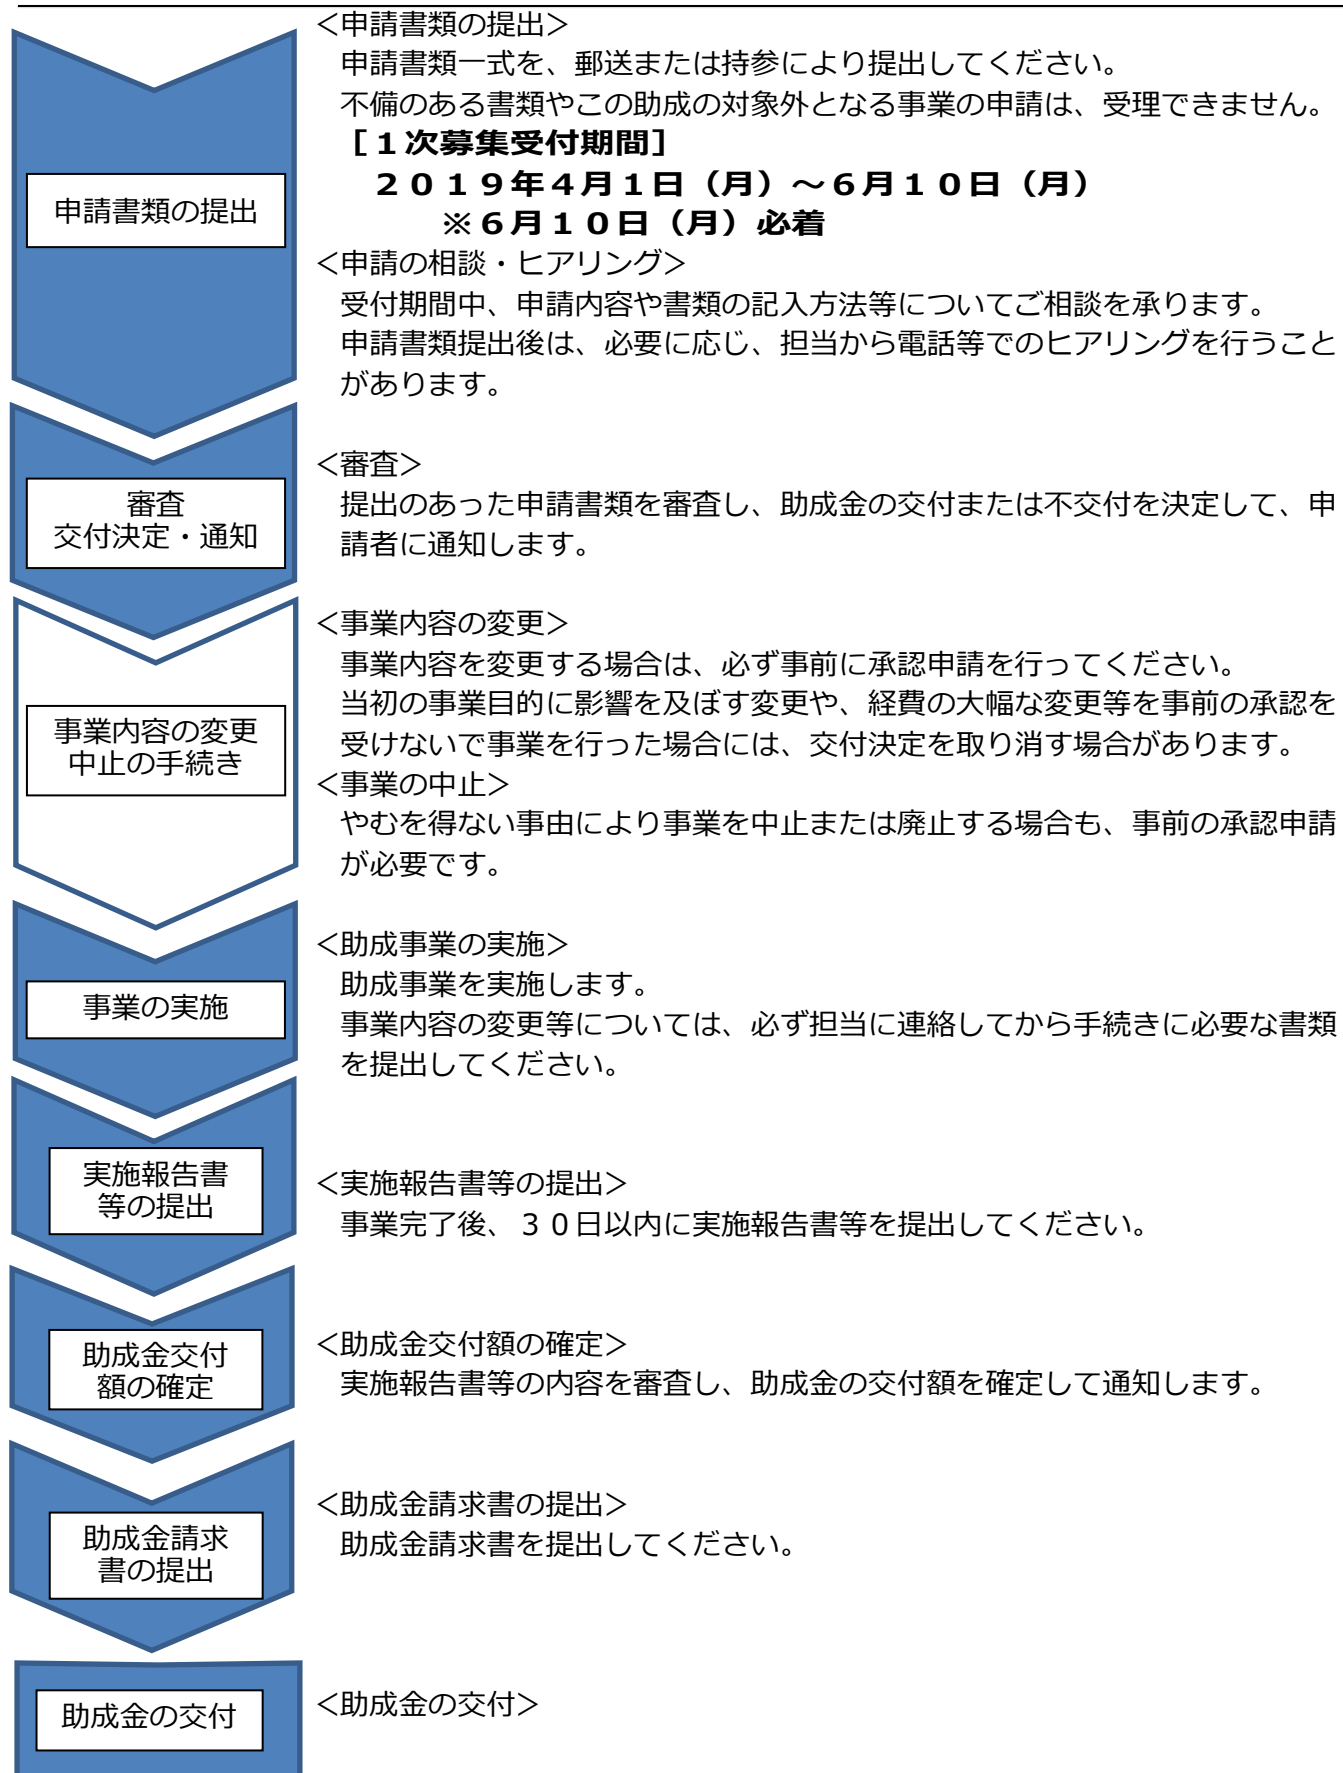 ＜申請書類の提出＞
申請書類一式を、郵送または持参により提出してください。
不備のある書類やこの助成の対象外となる事業の申請は、受理できません。
［１次募集受付期間］
２０１９年４月１日（月）～６月１０日（月）
※６月１０日（月）必着
申請書類の提出
＜申請の相談・ヒアリング＞
受付期間中、申請内容や書類の記入方法等についてご相談を承ります。
申請書類提出後は、必要に応じ、担当から電話等でのヒアリングを行うこと
があります。
審査
交付決定・通知
＜審査＞
提出のあった申請書類を審査し、助成金の交付または不交付を決定して、申
請者に通知します。
事業内容の変更
中止の手続き
＜事業内容の変更＞
事業内容を変更する場合は、必ず事前に承認申請を行ってください。
当初の事業目的に影響を及ぼす変更や、経費の大幅な変更等を事前の承認を
受けないで事業を行った場合には、交付決定を取り消す場合があります。
＜事業の中止＞
やむを得ない事由により事業を中止または廃止する場合も、事前の承認申請
が必要です。
事業の実施
＜助成事業の実施＞
助成事業を実施します。
事業内容の変更等については、必ず担当に連絡してから手続きに必要な書類
を提出してください。
実施報告書
等の提出
＜実施報告書等の提出＞
事業完了後、３０日以内に実施報告書等を提出してください。
助成金交付
額の確定
＜助成金交付額の確定＞
実施報告書等の内容を審査し、助成金の交付額を確定して通知します。
助成金請求
書の提出
＜助成金請求書の提出＞
助成金請求書を提出してください。
助成金の交付
＜助成金の交付＞